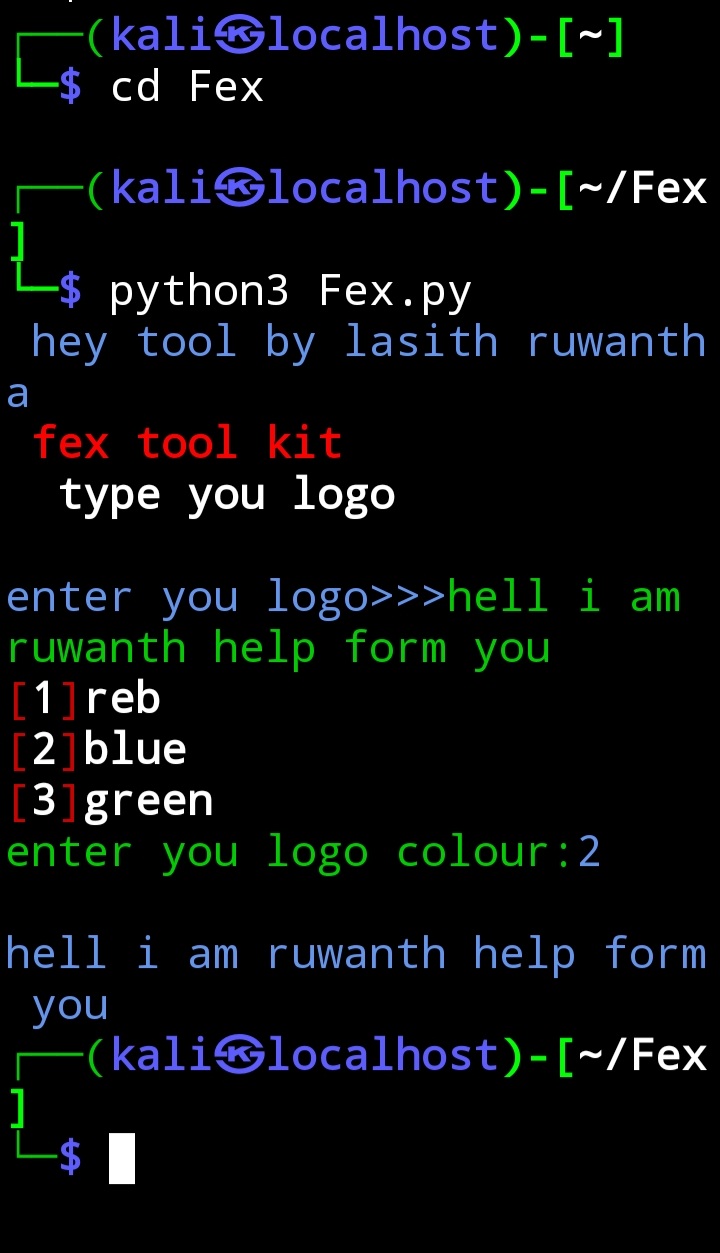 ┌──(kali㉿localhost)-[~]
└─$ cd Fex
┌──(kali㉿localhost)-[~/Fex
]
└─$ python3 Fex.py
hey tool by lasith ruwanth
a
fex tool kit
type you logo
enter you logo>>>hell i am
ruwanth help form you
[1]reb
[2]blue
[3]green
enter you logo colour:2
hell i am ruwanth help form
you
┌──(kali㉿localhost)-[~/Fex
]
└─$